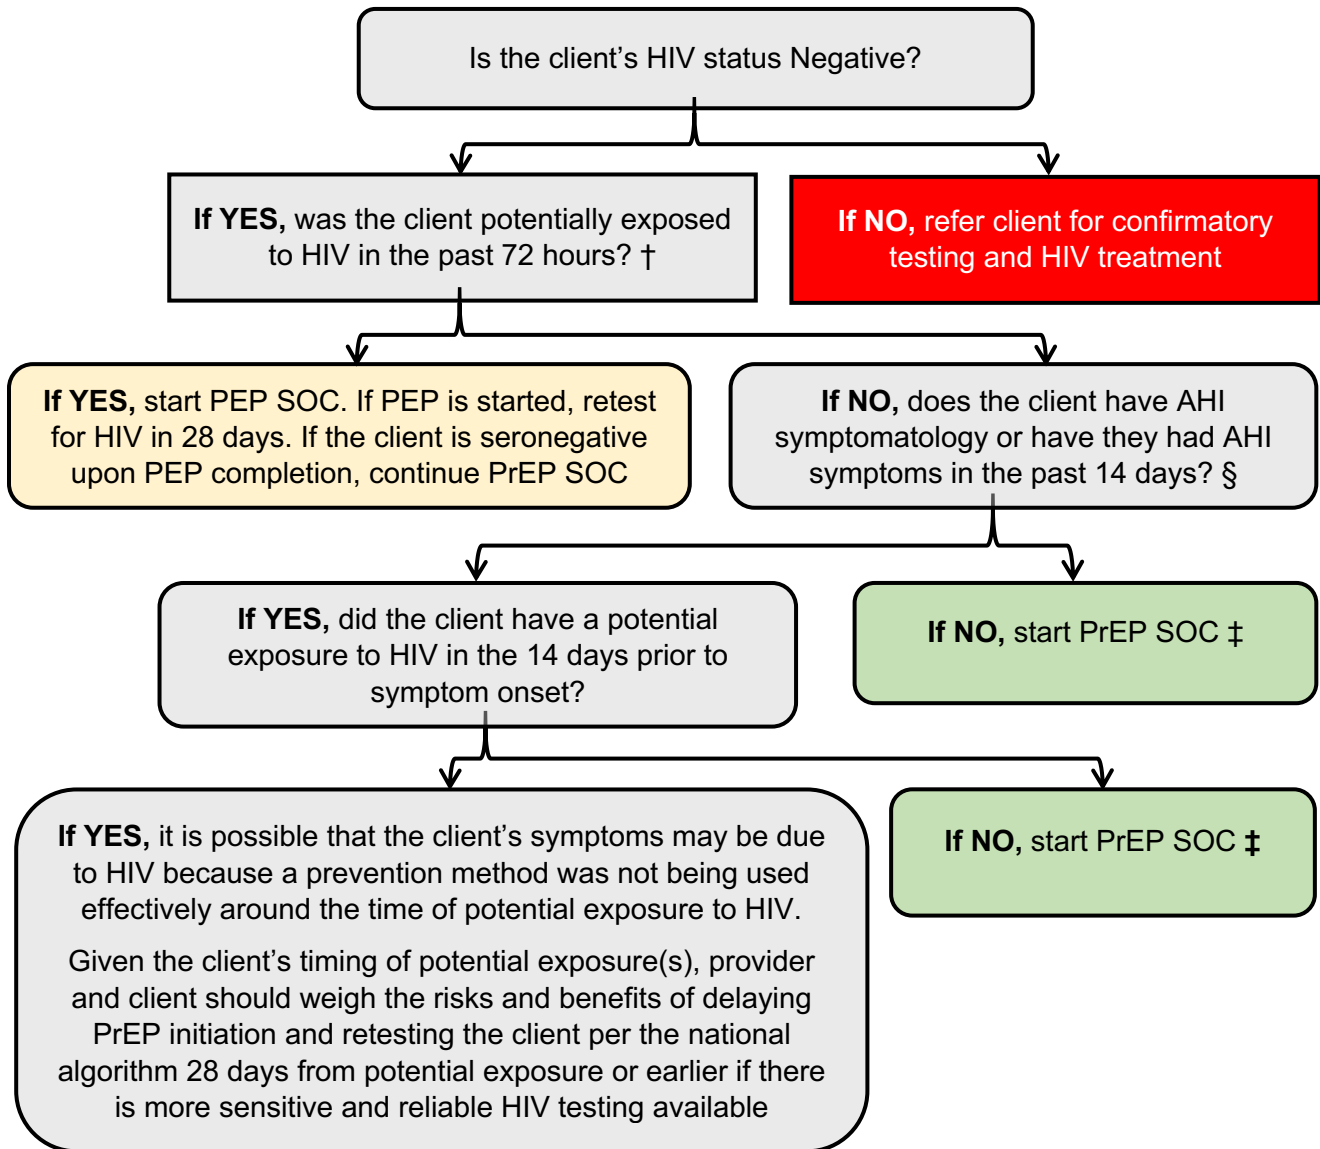 Is the client’s HIV status Negative?
If YES, was the client potentially exposed
to HIV in the past 72 hours? †
If NO, refer client for confirmatory
testing and HIV treatment
If YES, start PEP SOC. If PEP is started, retest
for HIV in 28 days. If the client is seronegative
upon PEP completion, continue PrEP SOC
If NO, does the client have AHI
symptomatology or have they had AHI
symptoms in the past 14 days? §
If YES, did the client have a potential
exposure to HIV in the 14 days prior to
symptom onset?
If NO, start PrEP SOC ‡
If YES, it is possible that the client’s symptoms may be due
to HIV because a prevention method was not being used
effectively around the time of potential exposure to HIV.
Given the client’s timing of potential exposure(s), provider
and client should weigh the risks and benefits of delaying
PrEP initiation and retesting the client per the national
algorithm 28 days from potential exposure or earlier if there
is more sensitive and reliable HIV testing available
If NO, start PrEP SOC ‡